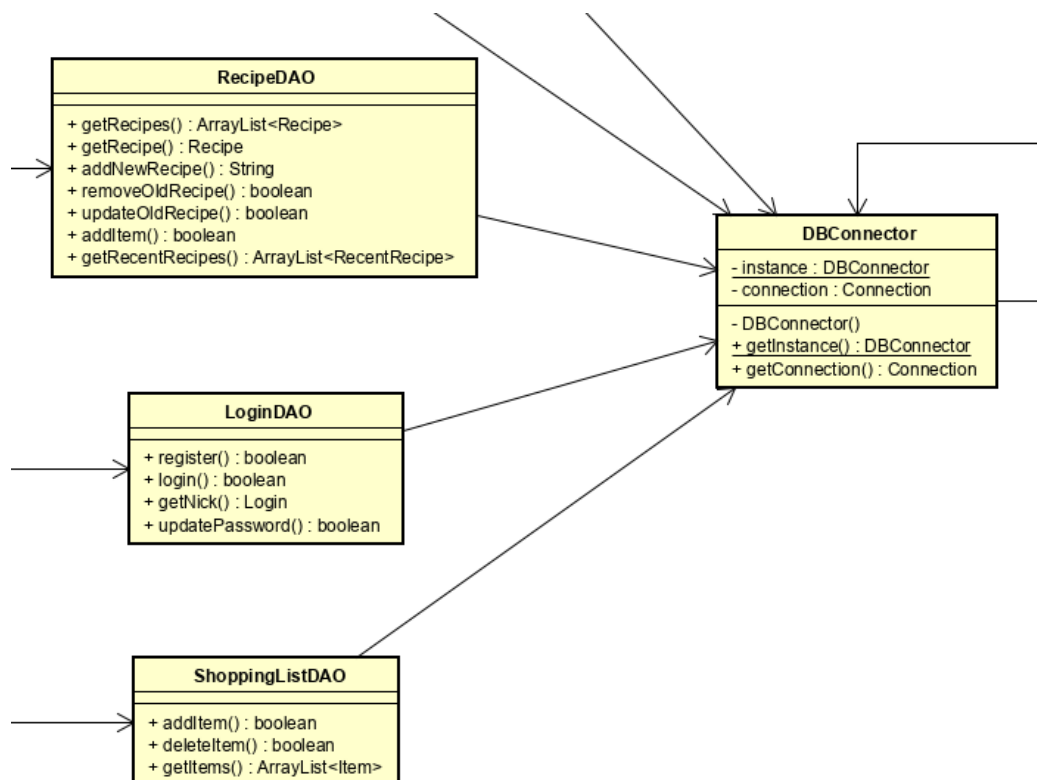 RecipeDAO
+ getRecipes() : ArrayList<Recipe>
+ getRecipe() : Recipe
+ addNewRecipe() : String
+ removeOldRecipe() : boolean
+ updateOldRecipe() : boolean
+ addItem() : boolean
+ getRecentRecipes() : ArrayList<RecentRecipe>
DBConnector
- instance : DBConnector
- connection : Connection
- DBConnector()
+ getInstance() : DBConnector
+ getConnection() : Connection
LoginDAO
+ register() : boolean
+ login() : boolean
+ getNick() : Login
+ updatePassword() : boolean
ShoppingListDAO
+ addItem() : boolean
+ deleteItem() : boolean
+ getItems() : ArrayList<Item>